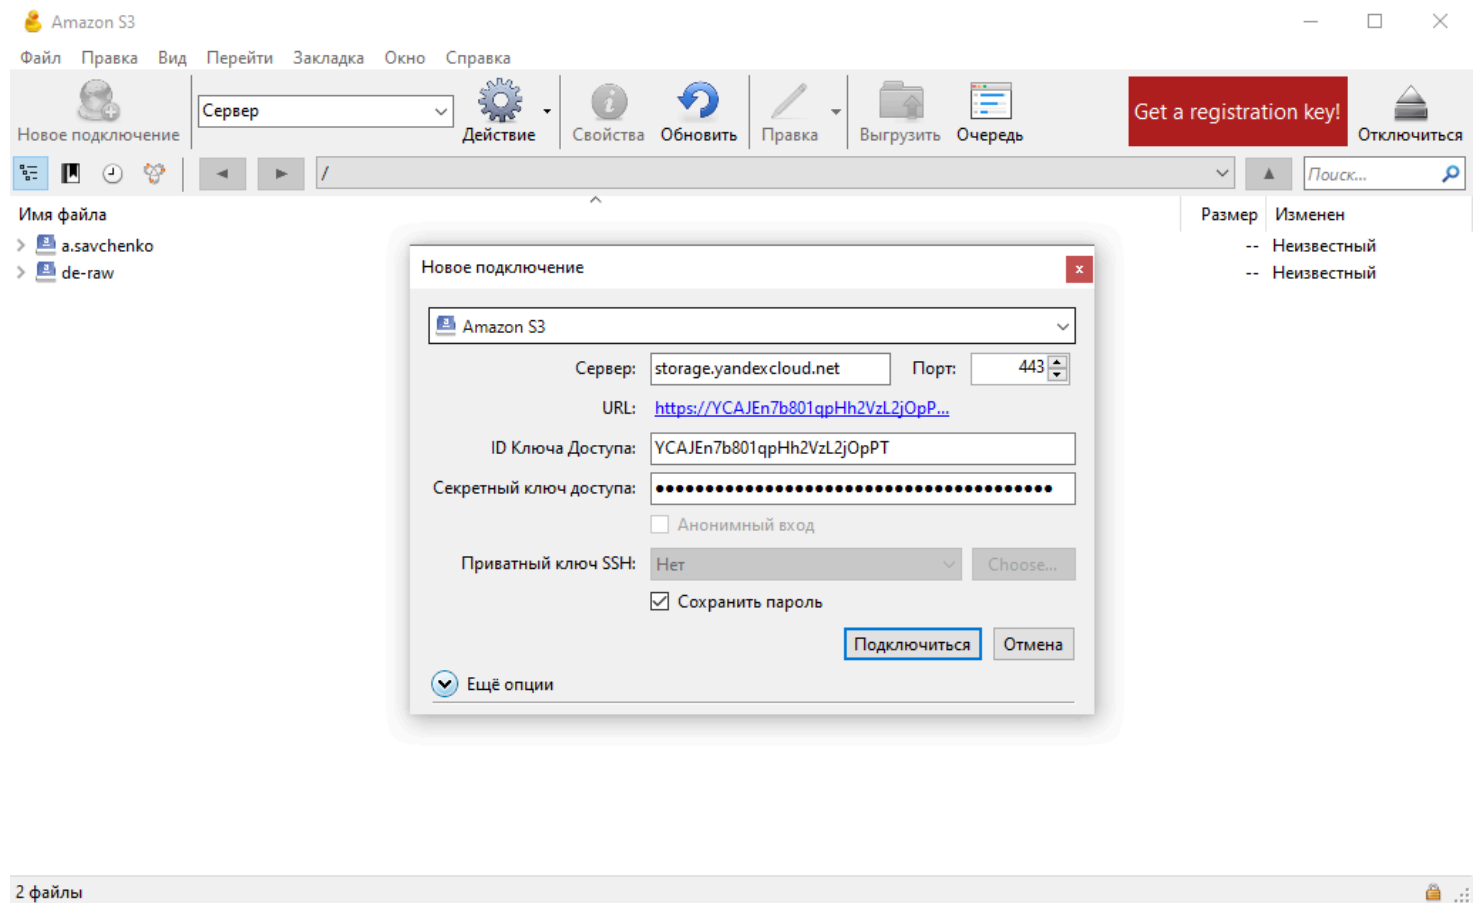 Amazon S3
Файл Правка Вид Перейти Закладка Окно Справка
Новое подключение Сервер Действие Свойства Обновить Правка Выгрузить Очередь Get a registration key! Отключиться
/ Поиск...
Имя файла Размер Изменен
a.savchenko -- Неизвестный
de-raw -- Неизвестный
Новое подключение
Amazon S3
Сервер: storage.yandexcloud.net Порт: 443
URL: https://YCAJEn7b801qpHh2VzL2jOpP...
ID Ключа Доступа: YCAJEn7b801qpHh2VzL2jOpPT
Секретный ключ доступа: ●●●●●●●●●●●●●●●●●●●●●●●●●●●●●●●●●●●●●●●●
Анонимный вход
Приватный ключ SSH: Нет Choose...
Сохранить пароль
Подключиться Отмена
Ещё опции
2 файлы